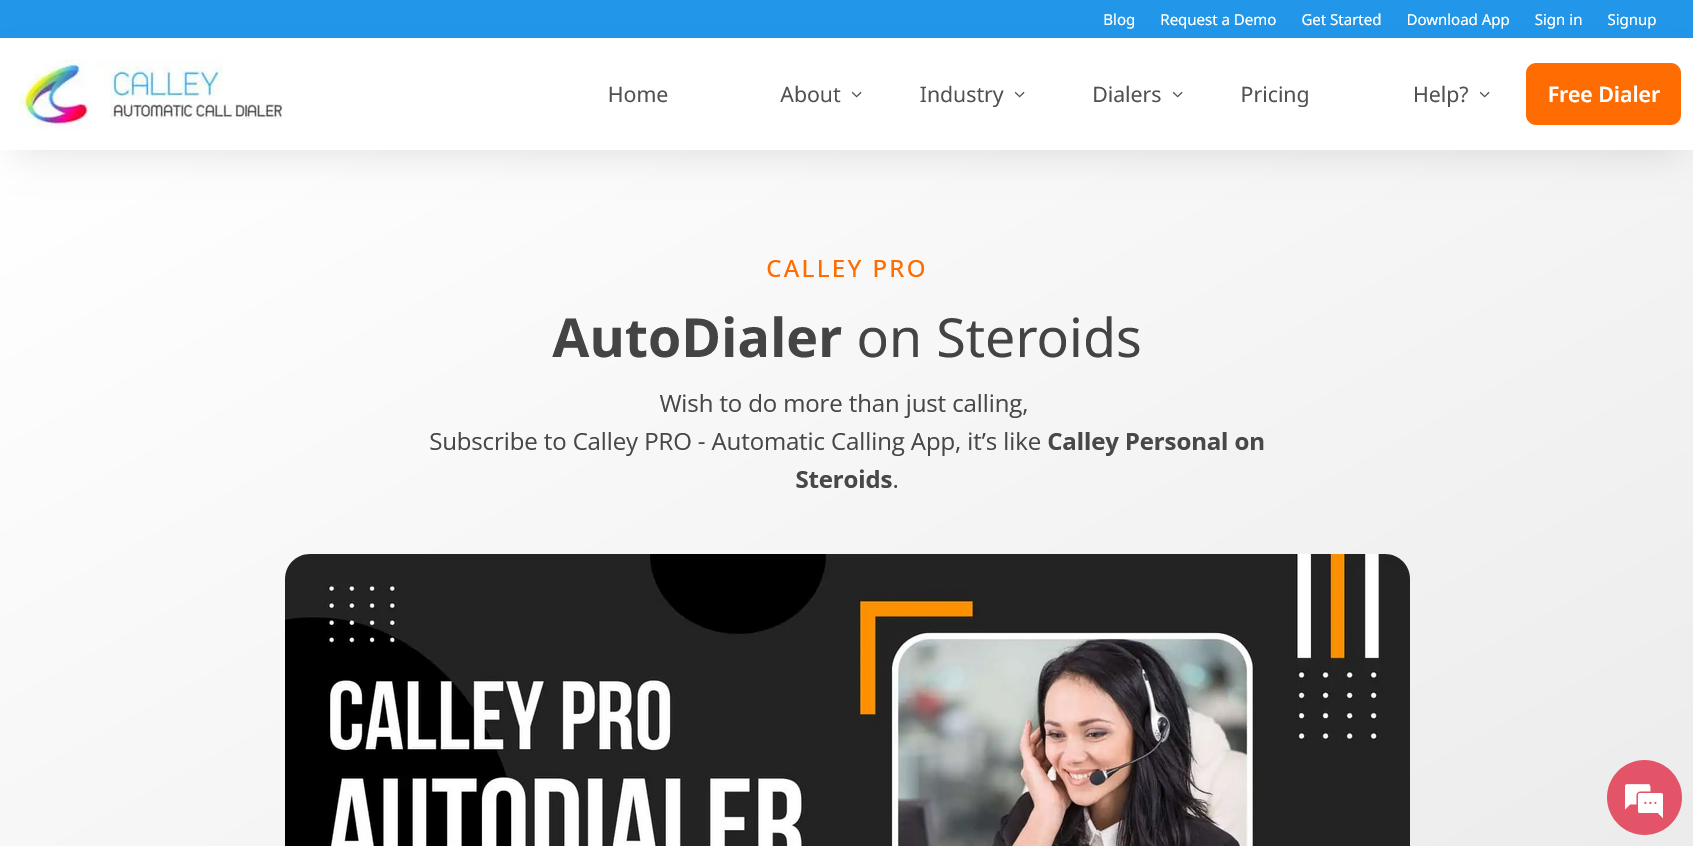 Blog Request a Demo Get Started Download App Sign in Signup
CALLEY
AUTOMATIC CALL DIALER
Home About Industry Dialers Pricing Help? Free Dialer
CALLEY PRO
AutoDialer on Steroids
Wish to do more than just calling,
Subscribe to Calley PRO - Automatic Calling App, it’s like Calley Personal on
Steroids.
CALLEY PRO
AUTODIALER